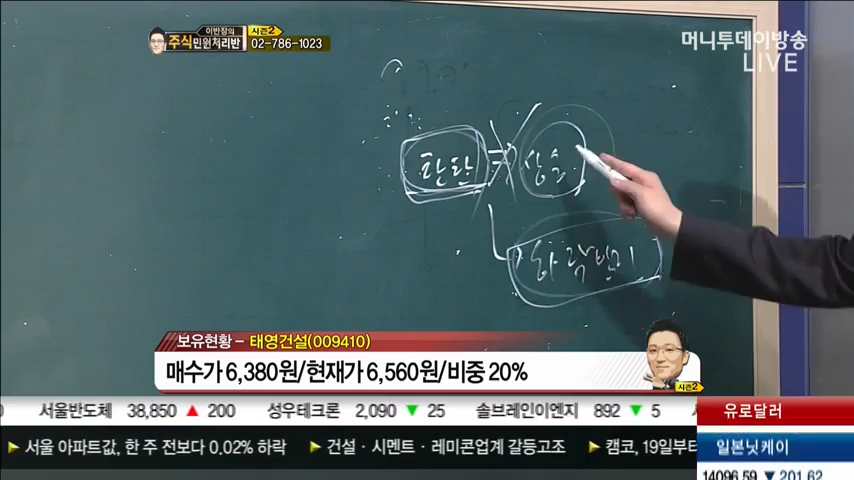 이반장의 시즌2
주식민원처리반 02-786-1023
머니투데이방송
LIVE
판단 상승
하락반기
보유현황 - 태영건설(009410)
매수가 6,380원/현재가 6,560원/비중 20%
시즌2
서울반도체 38,850 ▲ 200 성우테크론 2,090 ▼ 25 솔브레인이엔지 892 ▼ 5
유로달러
서울 아파트값, 한 주 전보다 0.02% 하락 건설·시멘트·레미콘업계 갈등고조 캠코, 19일부터
일본닛케이
14096.59 ▼ 201.62